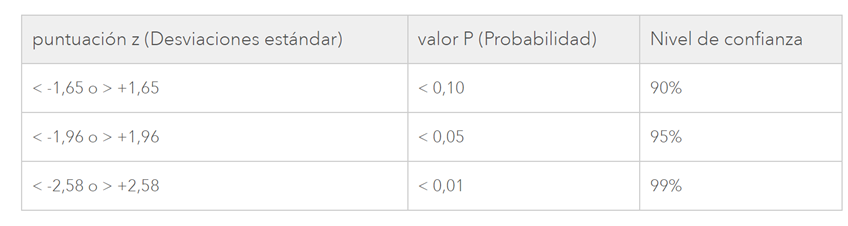 puntuación z (Desviaciones estándar) valor P (Probabilidad) Nivel de confianza
< -1,65 o > +1,65 < 0,10 90%
< -1,96 o > +1,96 < 0,05 95%
< -2,58 o > +2,58 < 0,01 99%